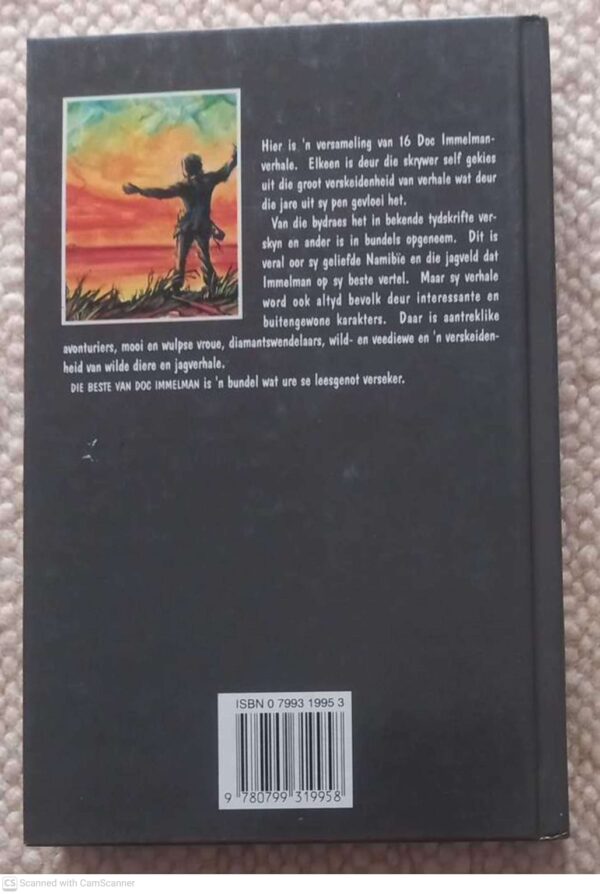 Hier is 'n versameling van 16 Doc Immelman-
verhale. Elkeen is deur die skrywer self gekies
uit die groot verskeidenheid van verhale wat deur
die jare uit sy pen gevloei het.
Van die bydraes het in bekende tydskrifte ver-
skyn en ander is in bundels opgeneem. Dit is
veral oor sy geliefde Namibïe en die jagveld dat
Immelman op sy beste vertel. Maar sy verhale
word ook altyd bevolk deur interessante en
buitengewone karakters. Daar is aantreklike
avonturiers, mooi en wulpse vroue, diamantswendelaars, wild- en veediewe en 'n verskeiden-
heid van wilde diere en jagverhale.
DIE BESTE VAN DOC IMMELMAN is 'n bundel wat ure se leesgenot verseker.
ISBN 0 7993 1995 3
9 780799 319958
CS Scanned with CamScanner